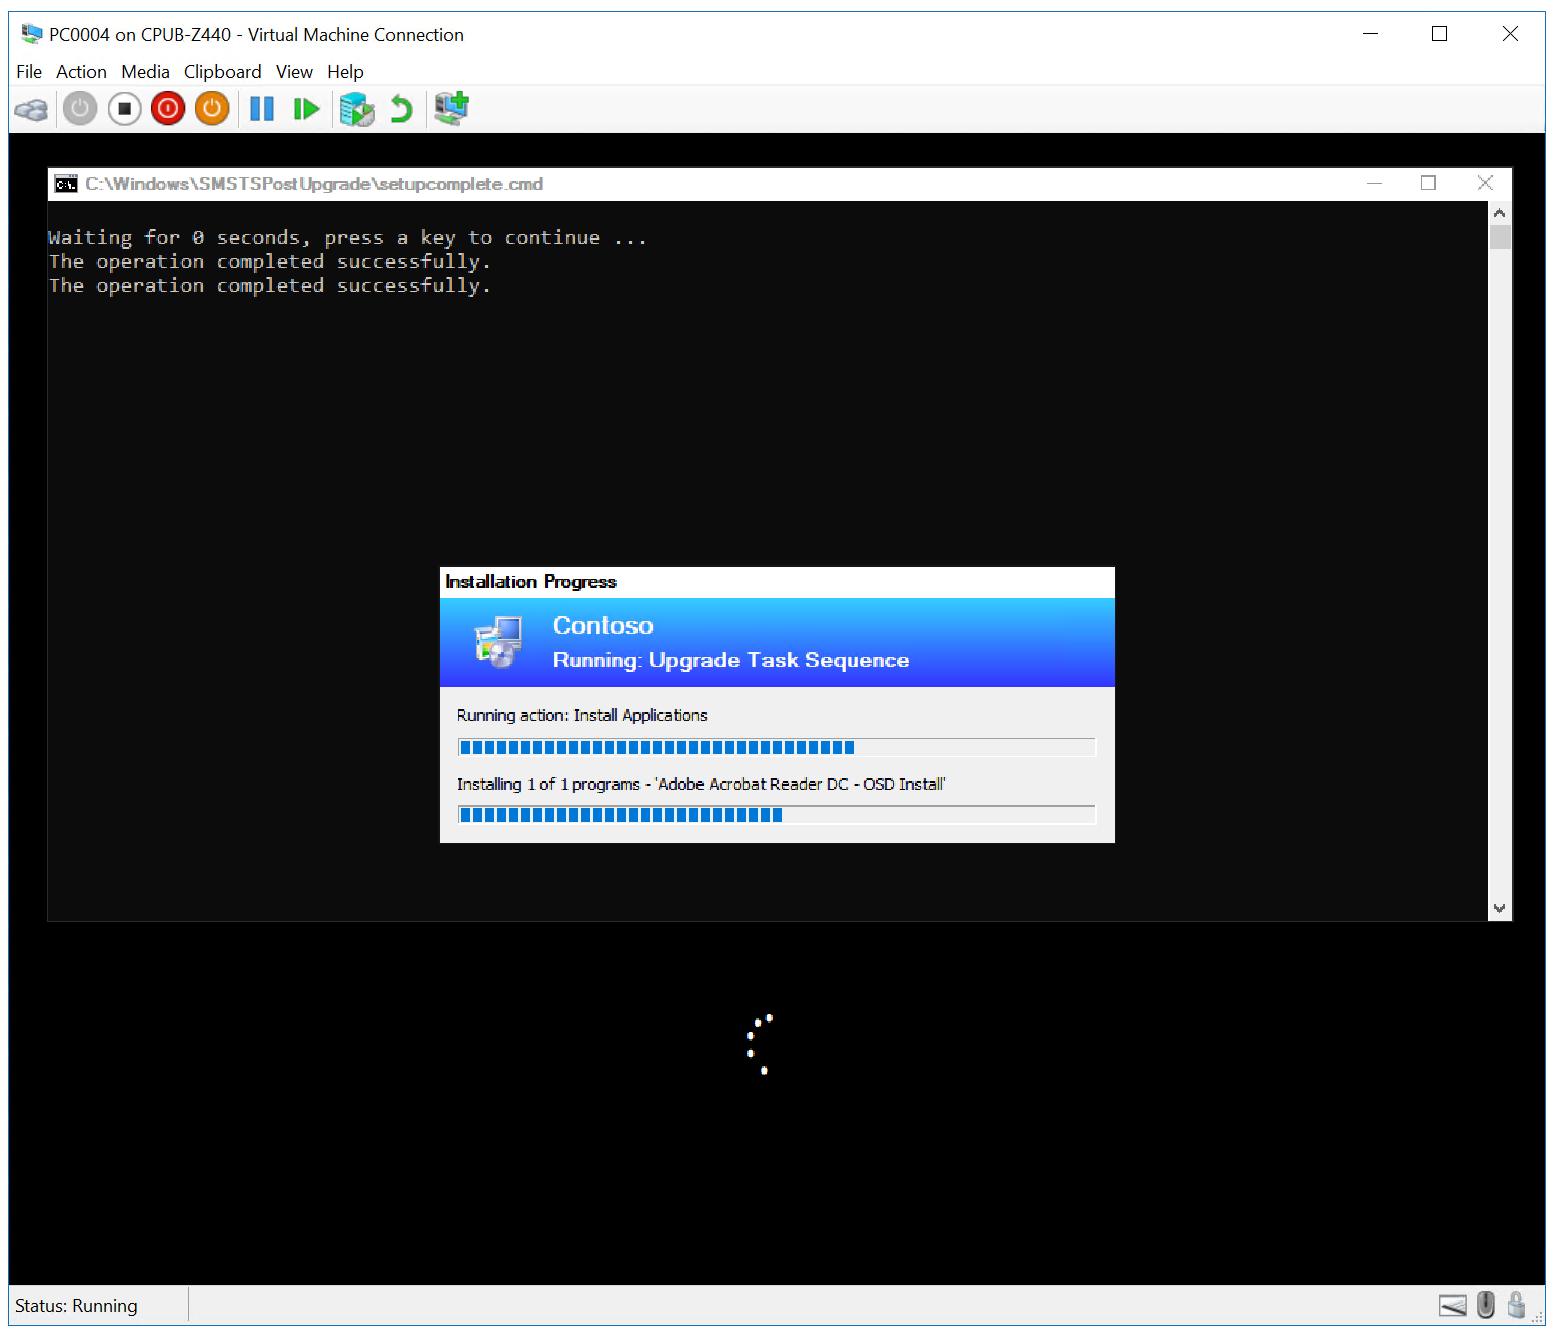 PC0004 on CPUB-Z440 - Virtual Machine Connection
File Action Media Clipboard View Help
C:\Windows\SMSTSPostUpgrade\setupcomplete.cmd
Waiting for 0 seconds, press a key to continue ...
The operation completed successfully.
The operation completed successfully.
Installation Progress
Contoso
Running: Upgrade Task Sequence
Running action: Install Applications
Installing 1 of 1 programs - 'Adobe Acrobat Reader DC - OSD Install'
Status: Running